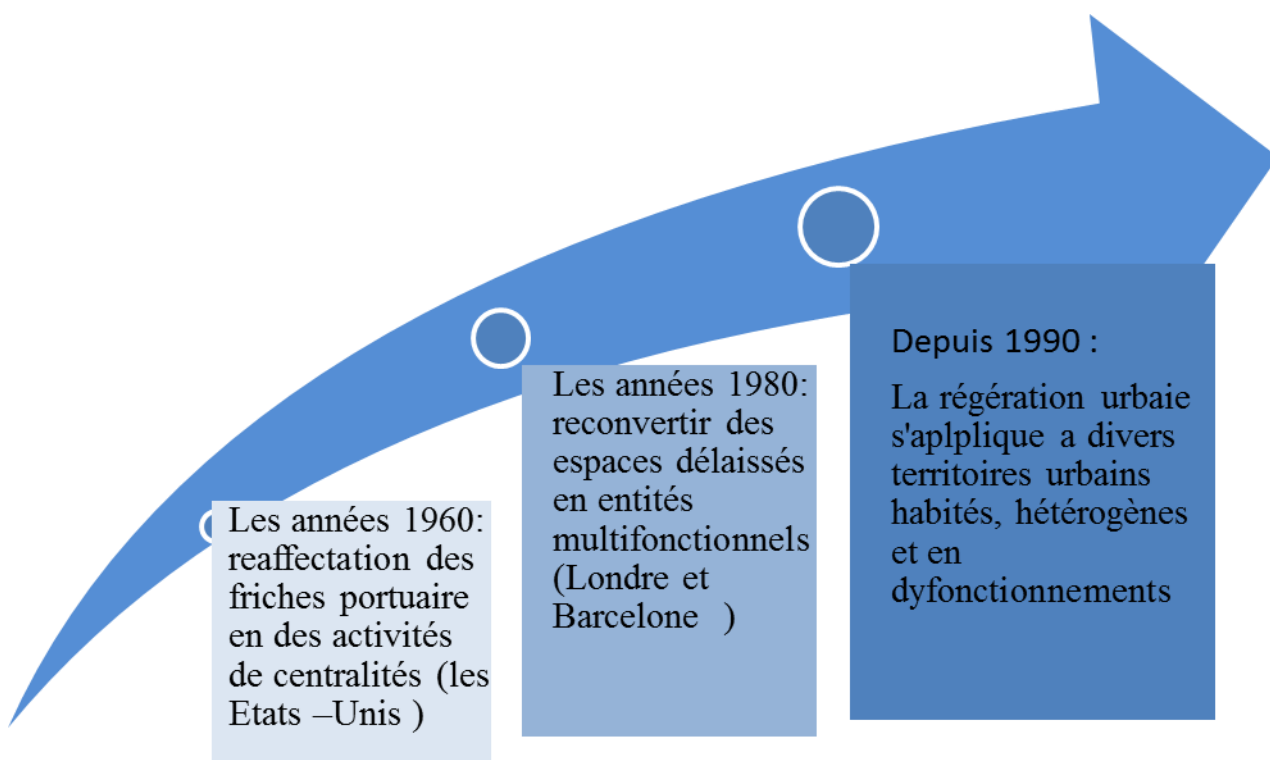 Les années 1960:
reaffectation des
friches portuaire
en des activités
de centralités (les
Etats –Unis )
Les années 1980:
reconvertir des
espaces délaissés
en entités
multifonctionnels
(Londre et
Barcelone )
Depuis 1990 :
La régération urbaie
s'aplplique a divers
territoires urbains
habités, hétérogènes
et en
dyfonctionnements